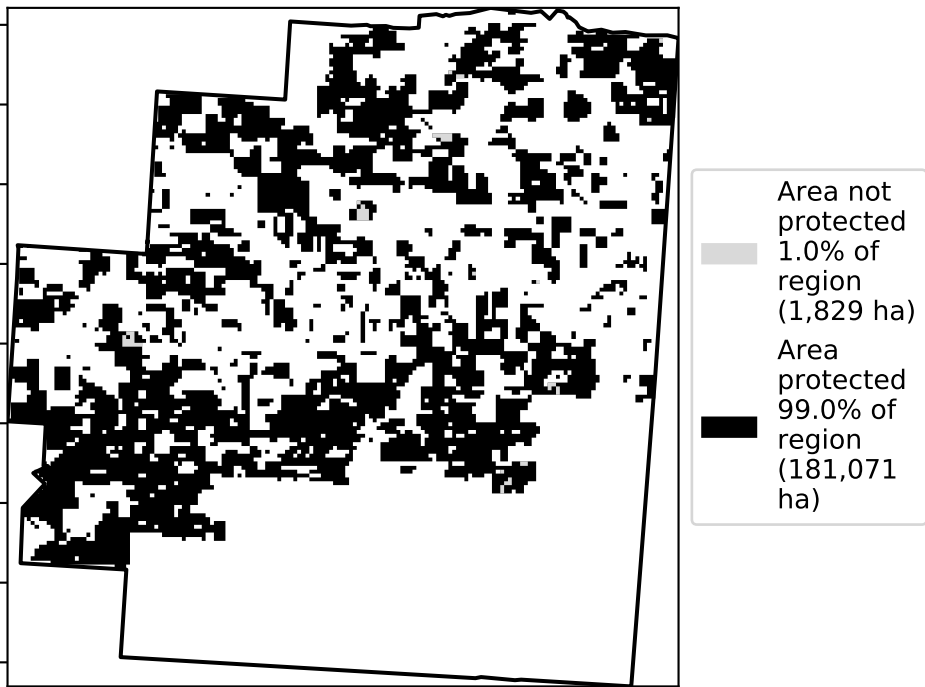 Area not
protected
1.0% of
region
(1,829 ha)
Area
protected
99.0% of
region
(181,071
ha)